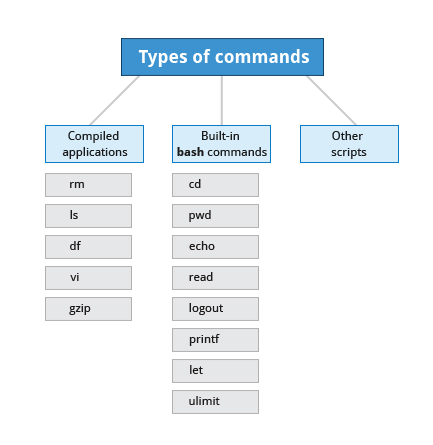 Types of commands
Compiled
applications
rm
ls
df
vi
gzip
Built-in
bash commands
cd
pwd
echo
read
logout
printf
let
ulimit
Other
scripts